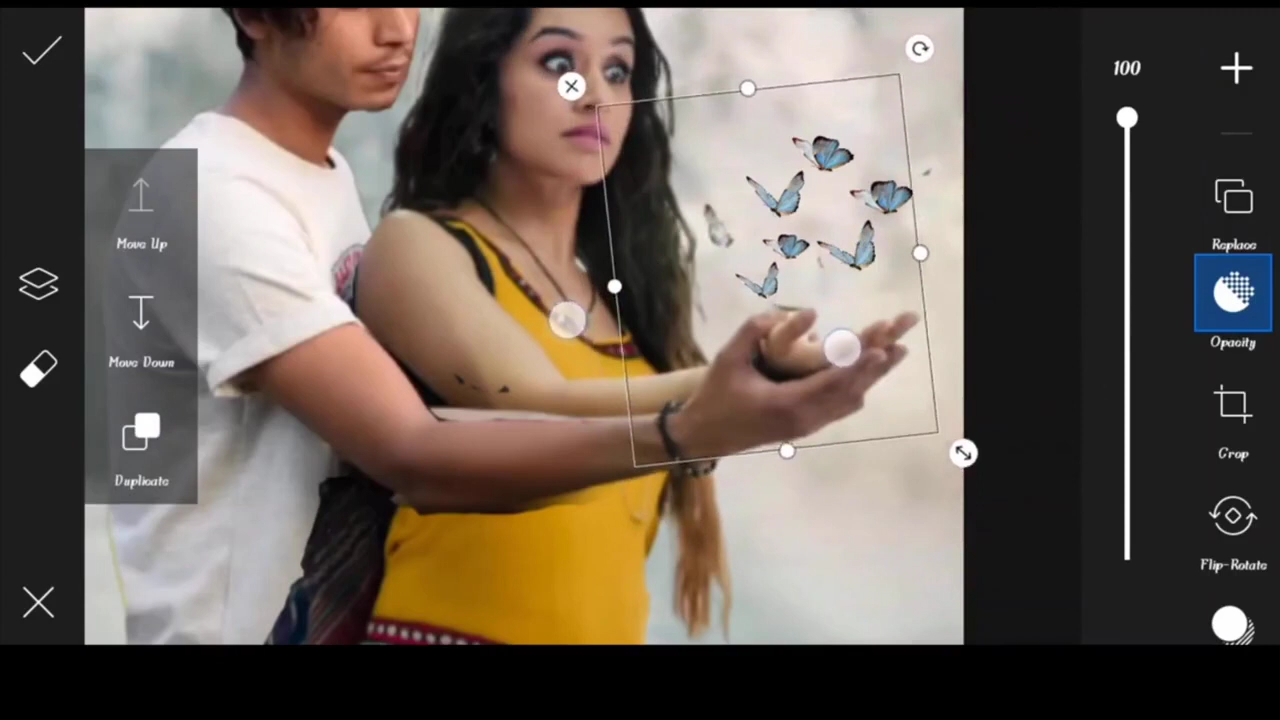 100
Move Up
Replace
Move Down
Opacity
Crop
Duplicate
Flip-Rotate